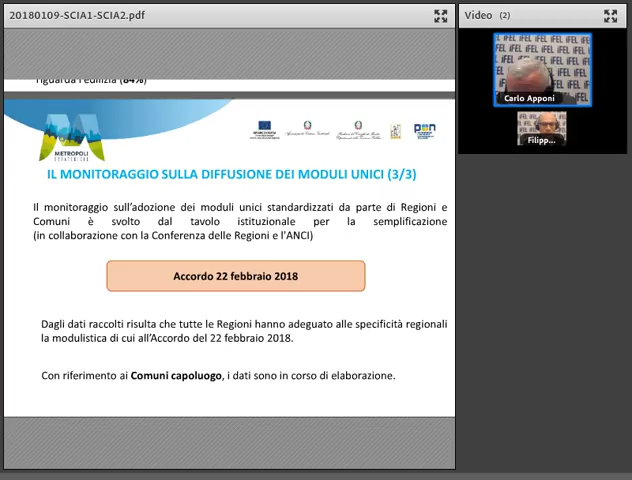 20180109-SCIA1-SCIA2.pdf
Video (2)
riguarda l'edilizia (84%)
iFEL
Carlo Apponi
Filipp...
METROPOLI
STRATEGICHE
IL MONITORAGGIO SULLA DIFFUSIONE DEI MODULI UNICI (3/3)
Il monitoraggio sull'adozione dei moduli unici standardizzati da parte di Regioni e
Comuni è svolto dal tavolo istituzionale per la semplificazione
(in collaborazione con la Conferenza delle Regioni e l'ANCI)
Accordo 22 febbraio 2018
Dagli dati raccolti risulta che tutte le Regioni hanno adeguato alle specificità regionali
la modulistica di cui all'Accordo del 22 febbraio 2018.
Con riferimento ai Comuni capoluogo, i dati sono in corso di elaborazione.